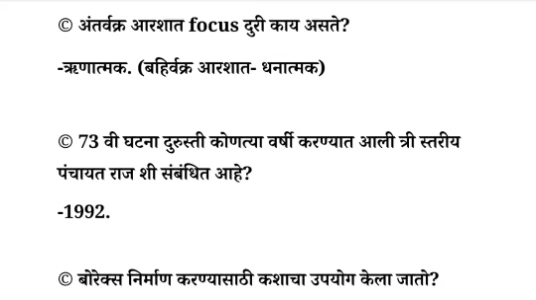 © अंतर्वक्र आरशात focus दुरी काय असते?
-ऋणात्मक. (बहिर्वक्र आरशात- धनात्मक)
© 73 वी घटना दुरुस्ती कोणत्या वर्षी करण्यात आली त्री स्तरीय
पंचायत राज शी संबंधित आहे?
-1992.
© बोरेक्स निर्माण करण्यासाठी कशाचा उपयोग केला जातो?